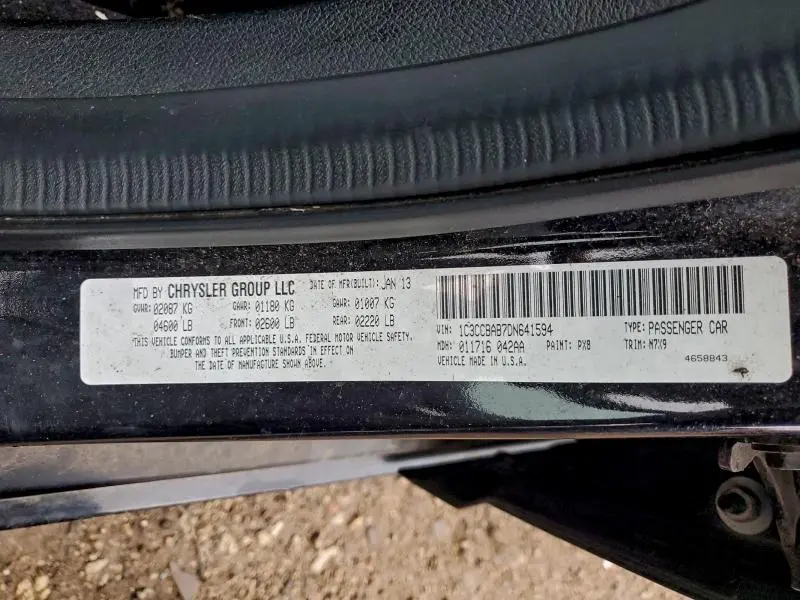 MFD BY CHRYSLER GROUP LLC DATE OF MFR(BUILT): JAN 13
GVWR: 02087 KG GAWR: 01180 KG GAWR: 01007 KG
04600 LB FRONT: 02600 LB REAR: 02220 LB
THIS VEHICLE CONFORMS TO ALL APPLICABLE U.S.A. FEDERAL MOTOR VEHICLE SAFETY,
BUMPER AND THEFT PREVENTION STANDARDS IN EFFECT ON
THE DATE OF MANUFACTURE SHOWN ABOVE.
VIN: 1C3CCBAB7DN641594 TYPE: PASSENGER CAR
MDH: 011716 042AA PAINT: PX8 TRIM: N7X9
VEHICLE MADE IN U.S.A. 4658843